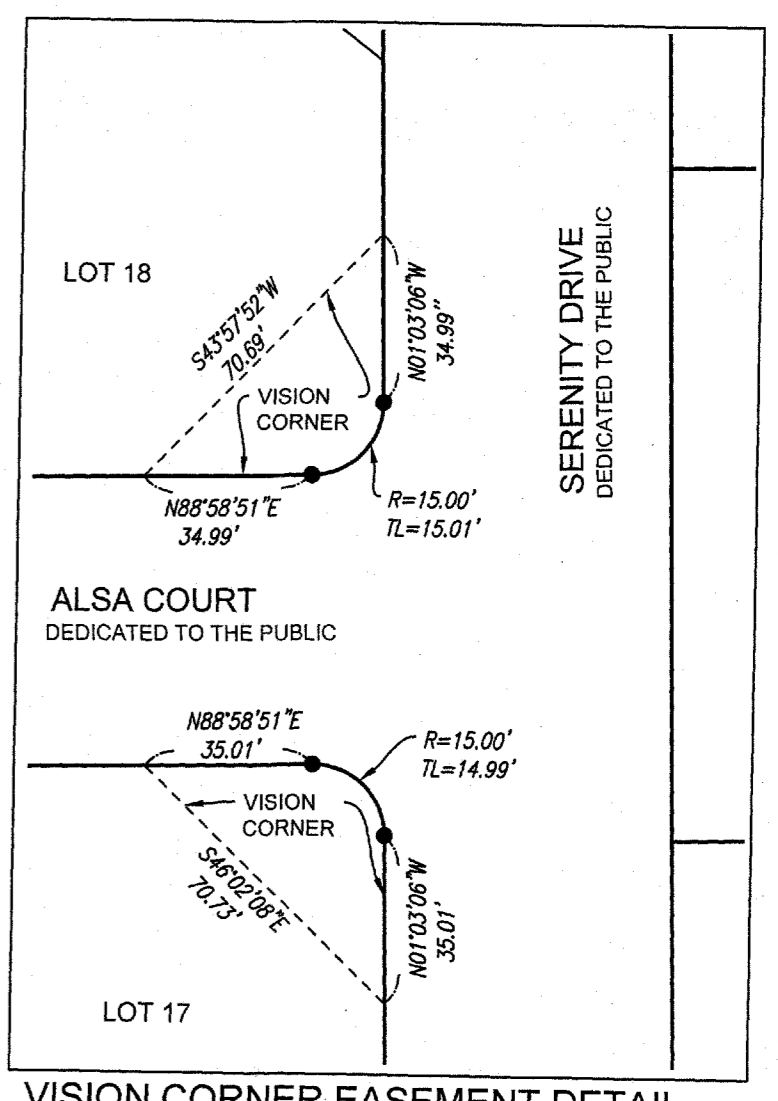 LOT 18
S43°57'52"W
70.69'
N01°03'06"W
34.99"
SERENITY DRIVE
DEDICATED TO THE PUBLIC
VISION
CORNER
N88°58'51"E
34.99'
R=15.00'
TL=15.01'
ALSA COURT
DEDICATED TO THE PUBLIC
N88°58'51"E
35.01'
R=15.00'
TL=14.99'
VISION
CORNER
S46°02'08"E
70.73'
N01°03'06"W
35.01'
LOT 17
VISION CORNER EASEMENT DETAIL